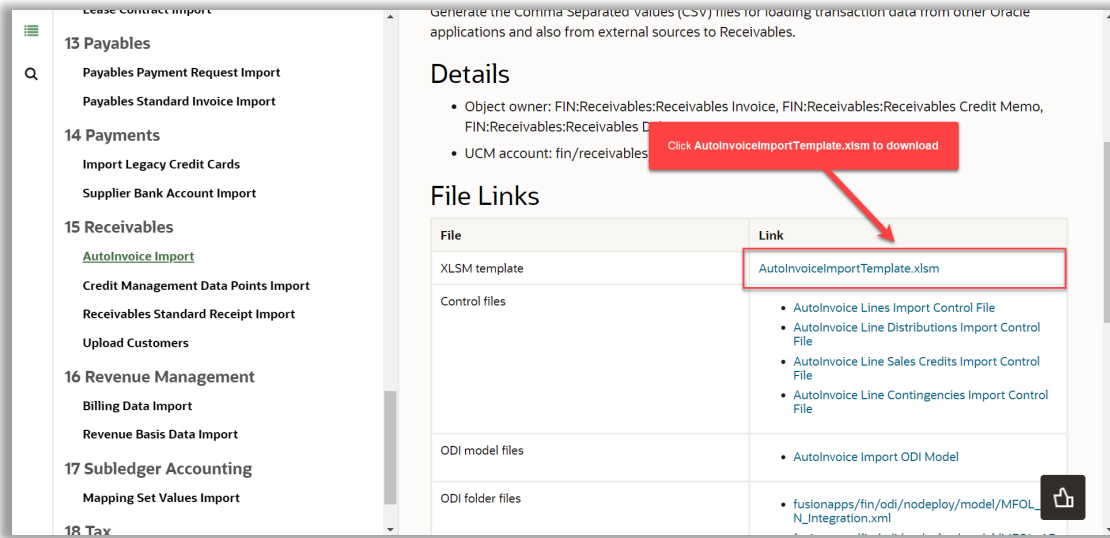 Lease Contract Import
13 Payables
Payables Payment Request Import
Payables Standard Invoice Import
14 Payments
Import Legacy Credit Cards
Supplier Bank Account Import
15 Receivables
AutoInvoice Import
Credit Management Data Points Import
Receivables Standard Receipt Import
Upload Customers
16 Revenue Management
Billing Data Import
Revenue Basis Data Import
17 Subledger Accounting
Mapping Set Values Import
18 Tax
Generate the Comma Separated Values (CSV) files for loading transaction data from other Oracle
applications and also from external sources to Receivables.
Details
• Object owner: FIN:Receivables:Receivables Invoice, FIN:Receivables:Receivables Credit Memo,
FIN:Receivables:Receivables
• UCM account: fin/receivables
Click AutoInvoiceImportTemplate.xlsm to download
File Links
File Link
XLSM template AutoInvoiceImportTemplate.xlsm
Control files
• AutoInvoice Lines Import Control File
• AutoInvoice Line Distributions Import Control
File
• AutoInvoice Line Sales Credits Import Control
File
• AutoInvoice Line Contingencies Import Control
File
ODI model files
• AutoInvoice Import ODI Model
ODI folder files
• fusionapps/fin/odi/nodeploy/model/MFOL_
N_Integration.xml